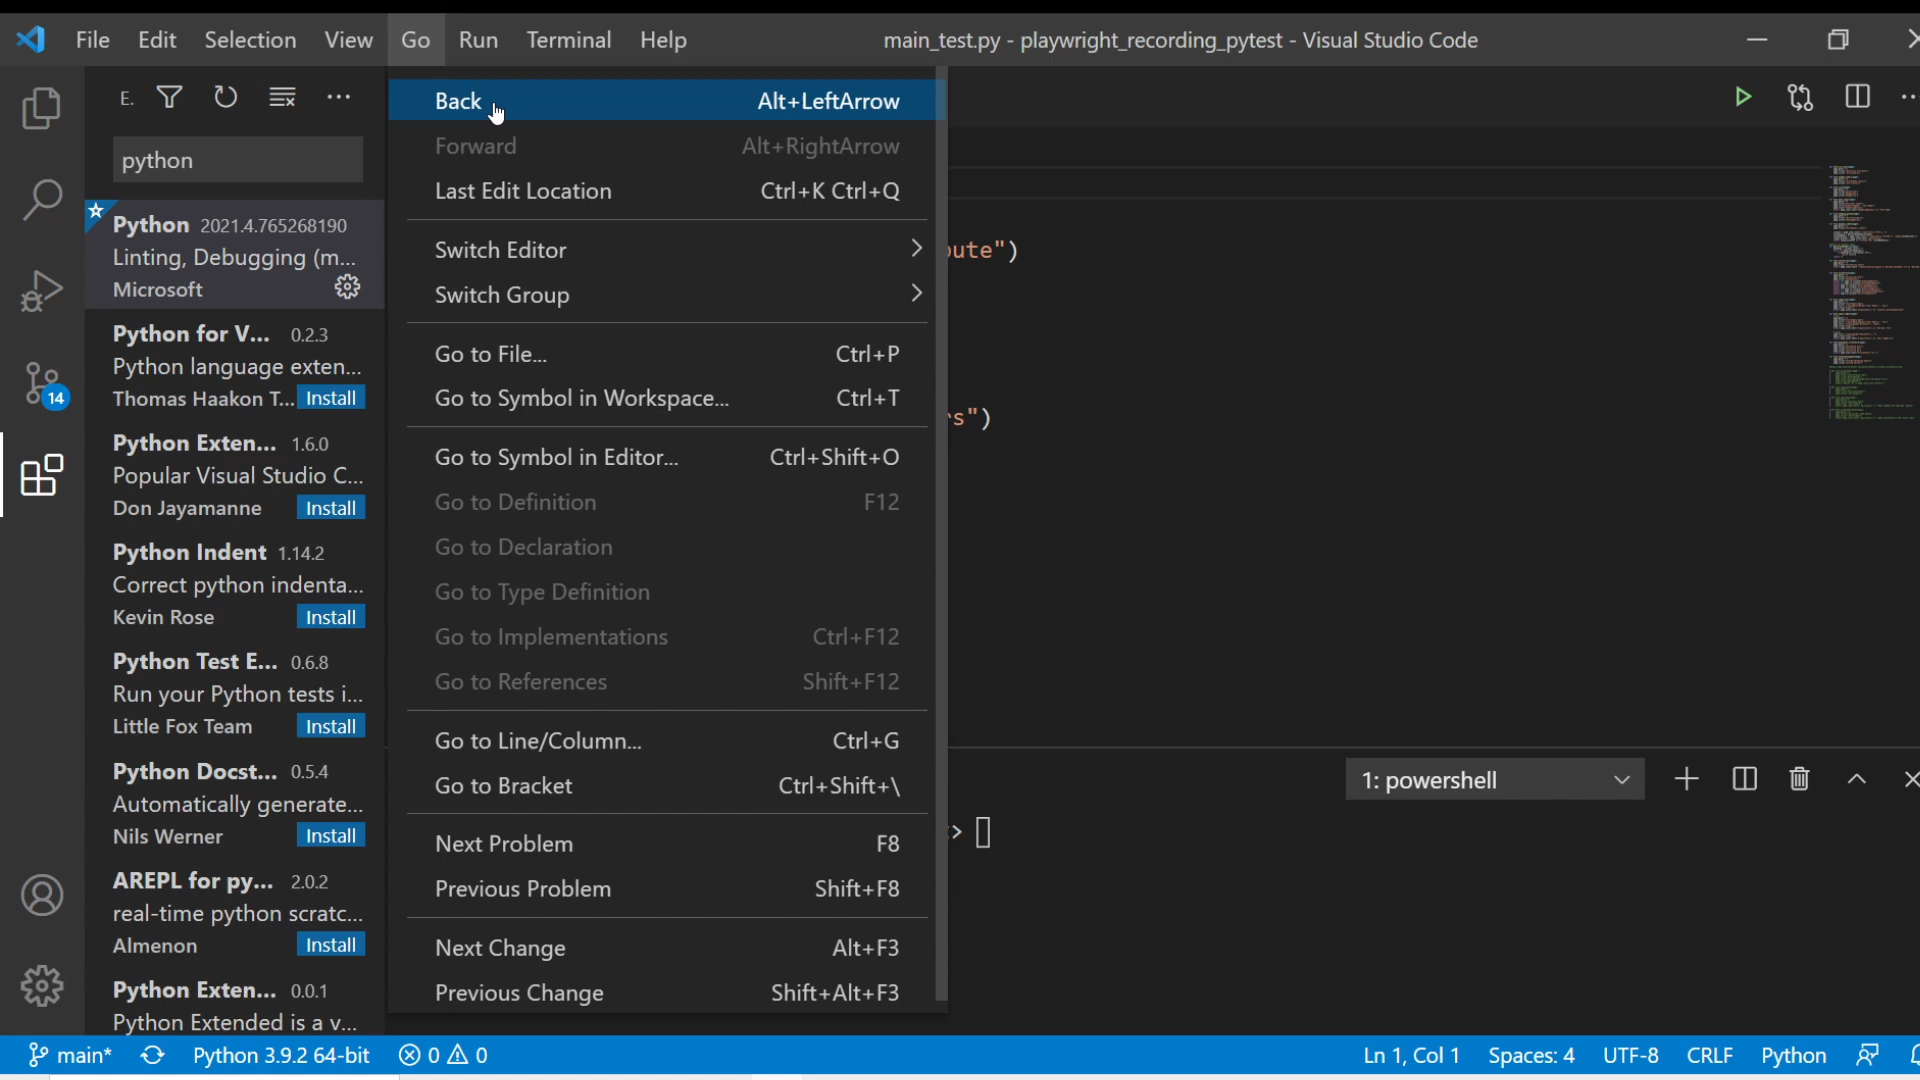 File Edit Selection View Go Run Terminal Help main_test.py - playwright_recording_pytest - Visual Studio Code
E.
python
Python 2021.4.765268190
Linting, Debugging (m...
Microsoft
Python for V... 0.2.3
Python language exten...
Thomas Haakon T... Install
Python Exten... 1.6.0
Popular Visual Studio C...
Don Jayamanne Install
Python Indent 1.14.2
Correct python indenta...
Kevin Rose Install
Python Test E... 0.6.8
Run your Python tests i...
Little Fox Team Install
Python Docst... 0.5.4
Automatically generate...
Nils Werner Install
AREPL for py... 2.0.2
real-time python scratc...
Almenon Install
Python Exten... 0.0.1
Python Extended is a v...
14
Back Alt+LeftArrow
Forward Alt+RightArrow
Last Edit Location Ctrl+K Ctrl+Q
Switch Editor
Switch Group
Go to File... Ctrl+P
Go to Symbol in Workspace... Ctrl+T
Go to Symbol in Editor... Ctrl+Shift+O
Go to Definition F12
Go to Declaration
Go to Type Definition
Go to Implementations Ctrl+F12
Go to References Shift+F12
Go to Line/Column... Ctrl+G
Go to Bracket Ctrl+Shift+\
Next Problem F8
Previous Problem Shift+F8
Next Change Alt+F3
Previous Change Shift+Alt+F3
ute")
s")
1: powershell
>
main* Python 3.9.2 64-bit 0 0 Ln 1, Col 1 Spaces: 4 UTF-8 CRLF Python